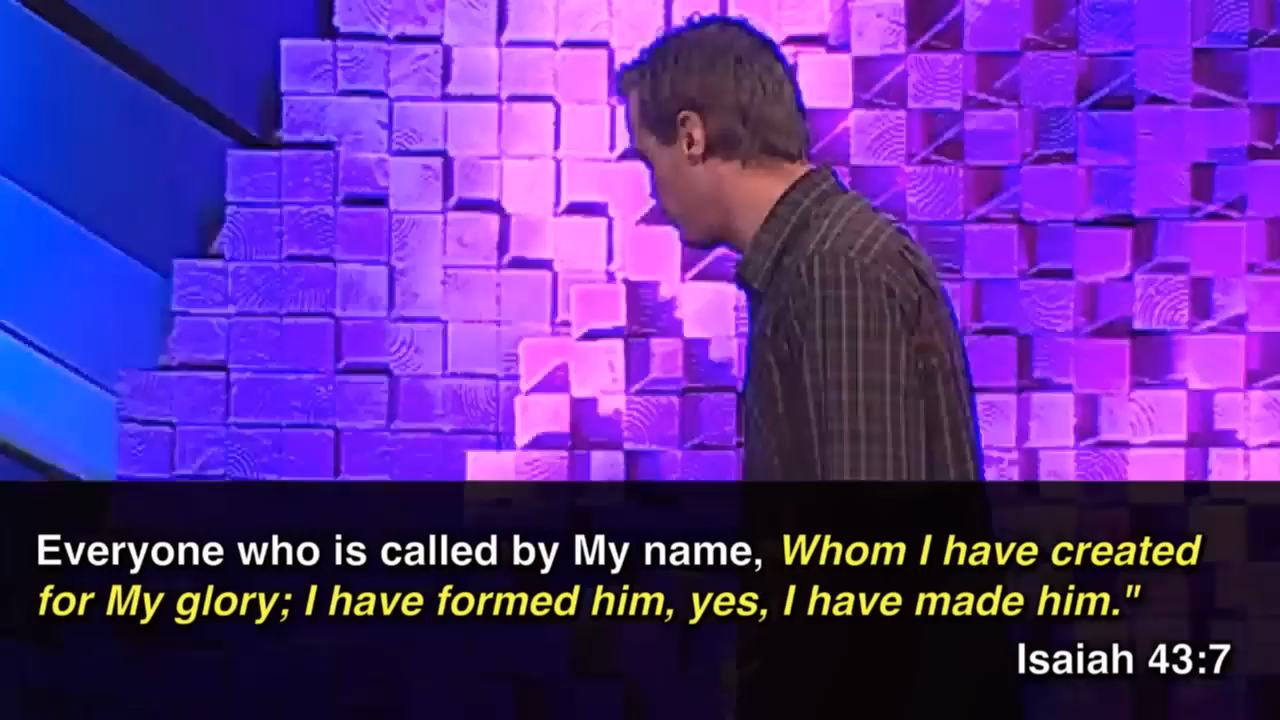 Everyone who is called by My name, Whom I have created
for My glory; I have formed him, yes, I have made him."
Isaiah 43:7